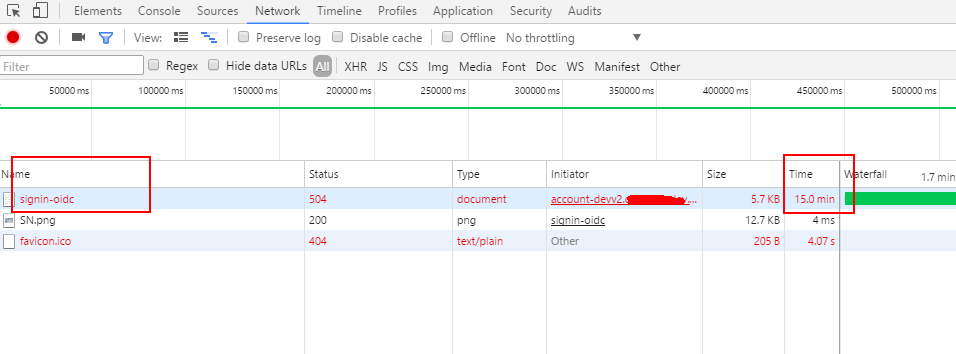 Elements Console Sources Network Timeline Profiles Application Security Audits
View: Preserve log Disable cache Offline No throttling
Filter Regex Hide data URLs All XHR JS CSS Img Media Font Doc WS Manifest Other
50000 ms 100000 ms 150000 ms 200000 ms 250000 ms 300000 ms 350000 ms 400000 ms 450000 ms 500000 ms
Name Status Type Initiator Size Time Waterfall 1.7 min
signin-oidc 504 document account-devv2. ... 5.7 KB 15.0 min
SN.png 200 png signin-oidc 12.7 KB 4 ms
favicon.ico 404 text/plain Other 205 B 4.07 s